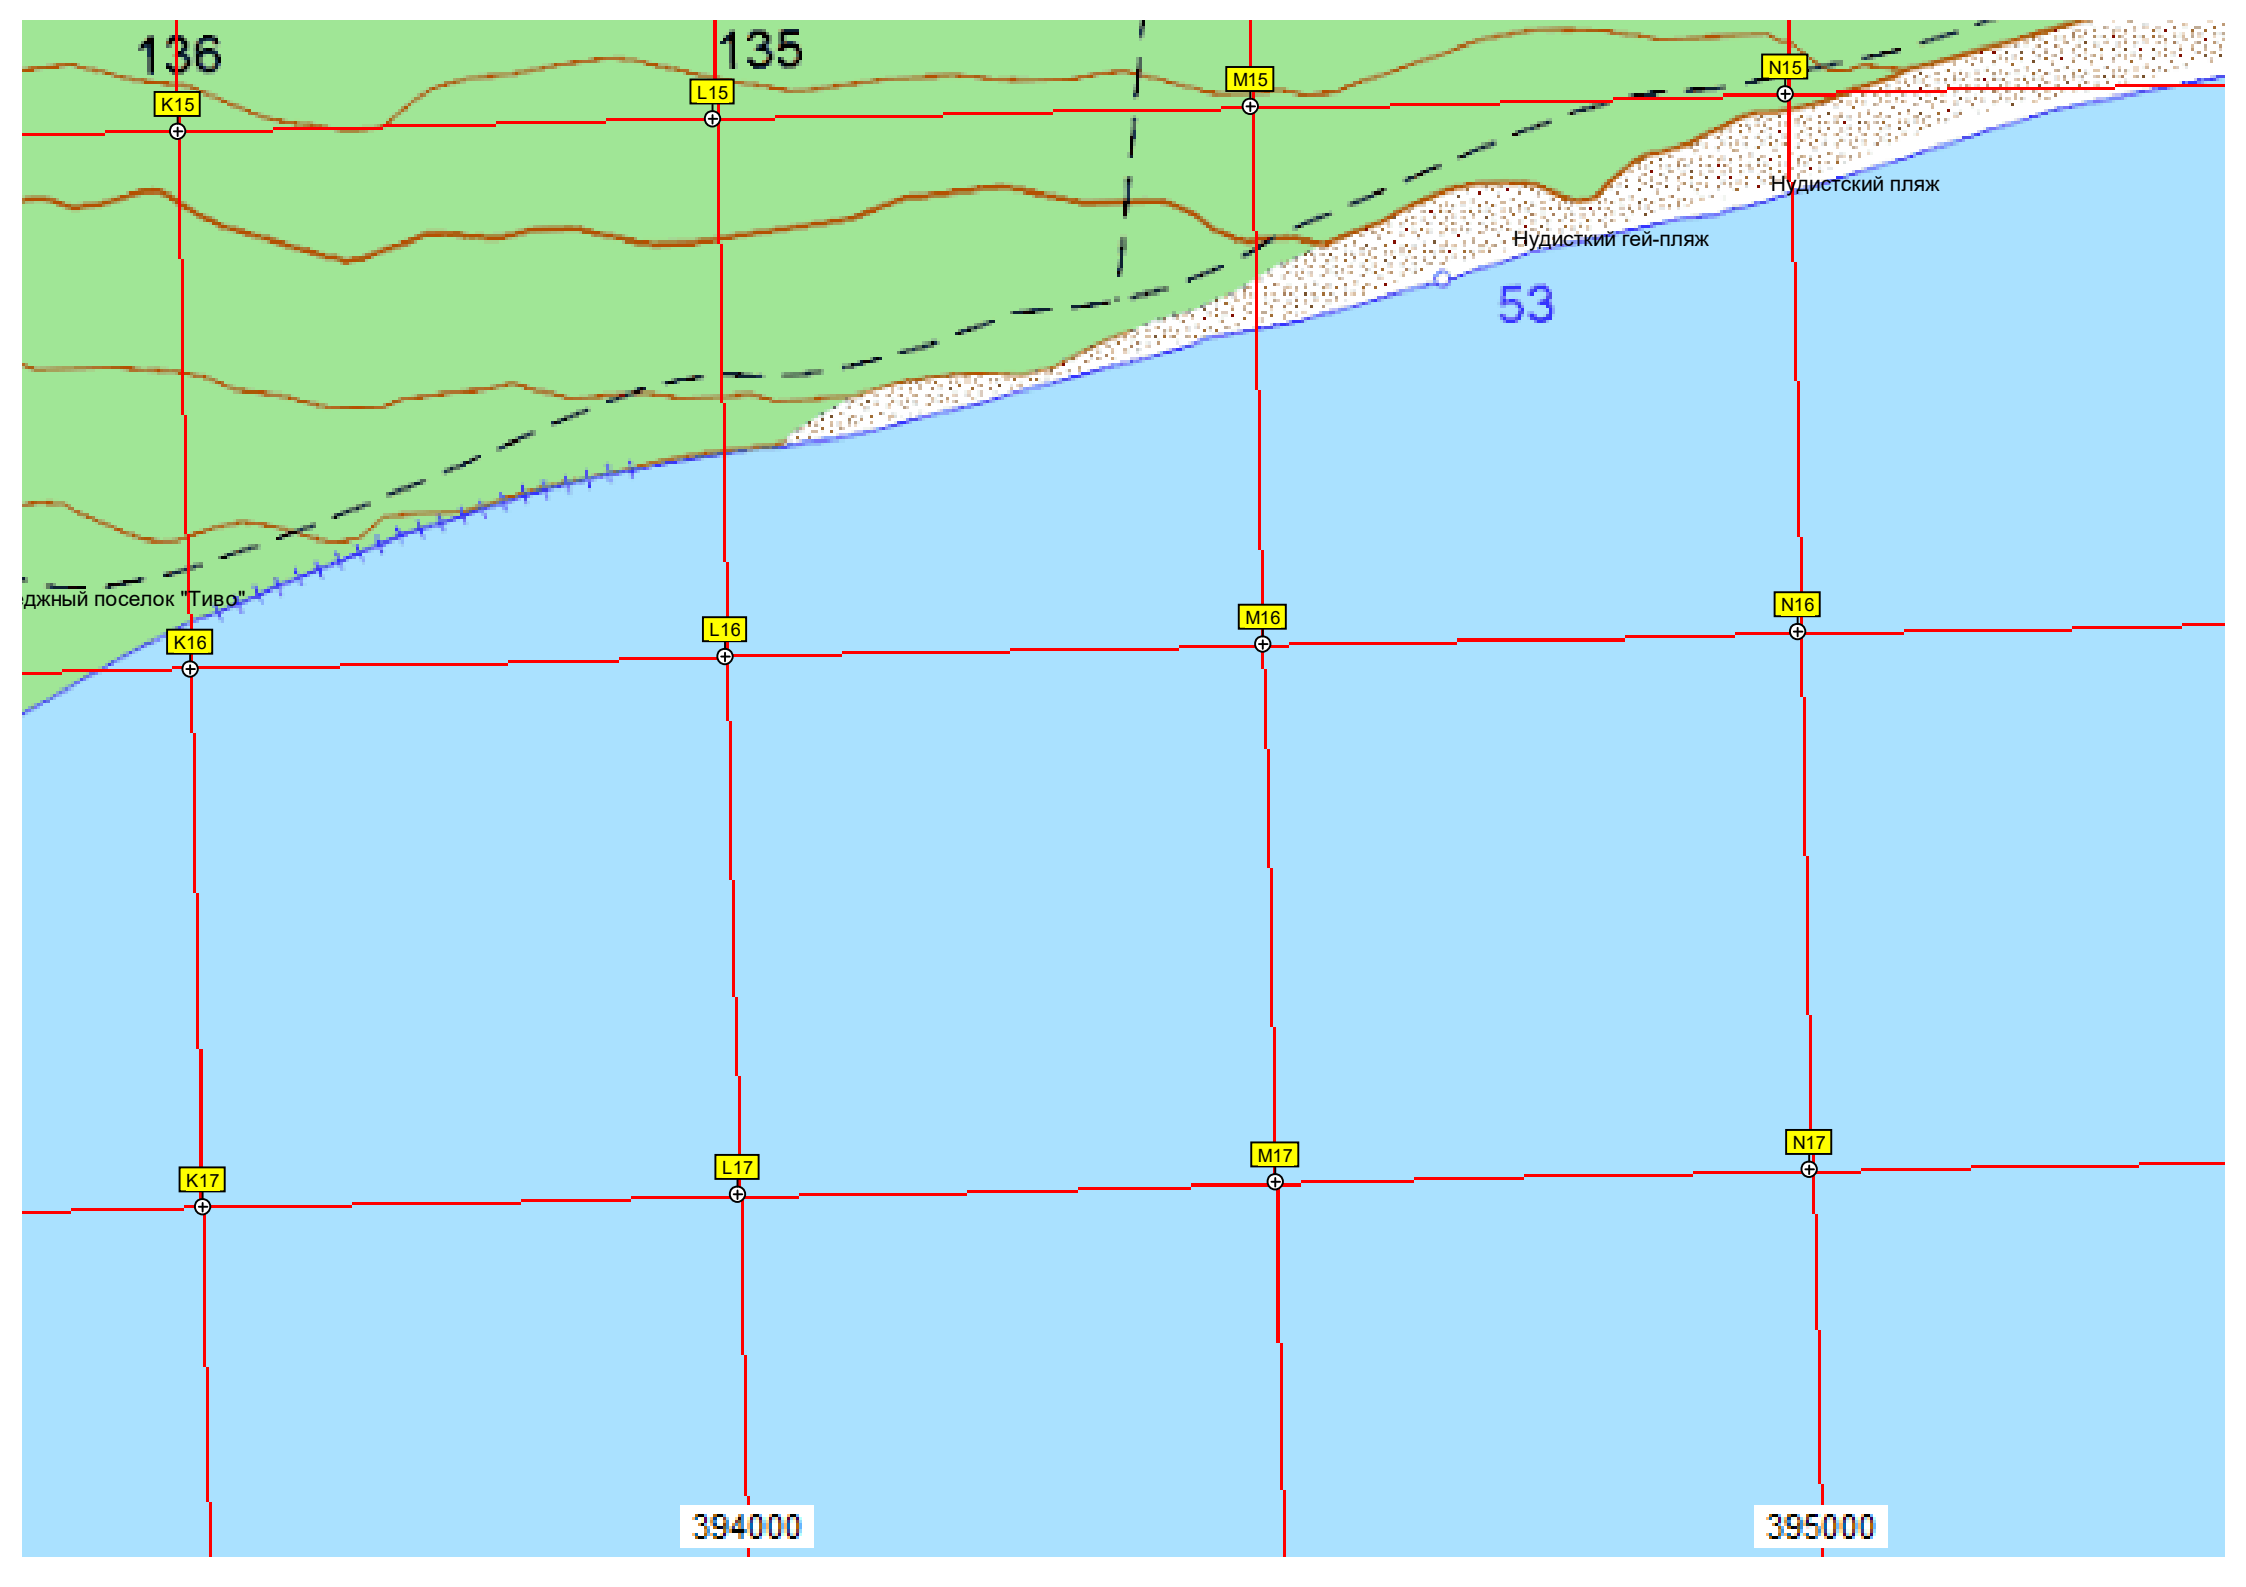 136
135
K15
L15
M15
N15
Нудистский пляж
Нудисткий гей-пляж
53
еджный поселок "Тиво"
K16
L16
M16
N16
K17
L17
M17
N17
394000
395000